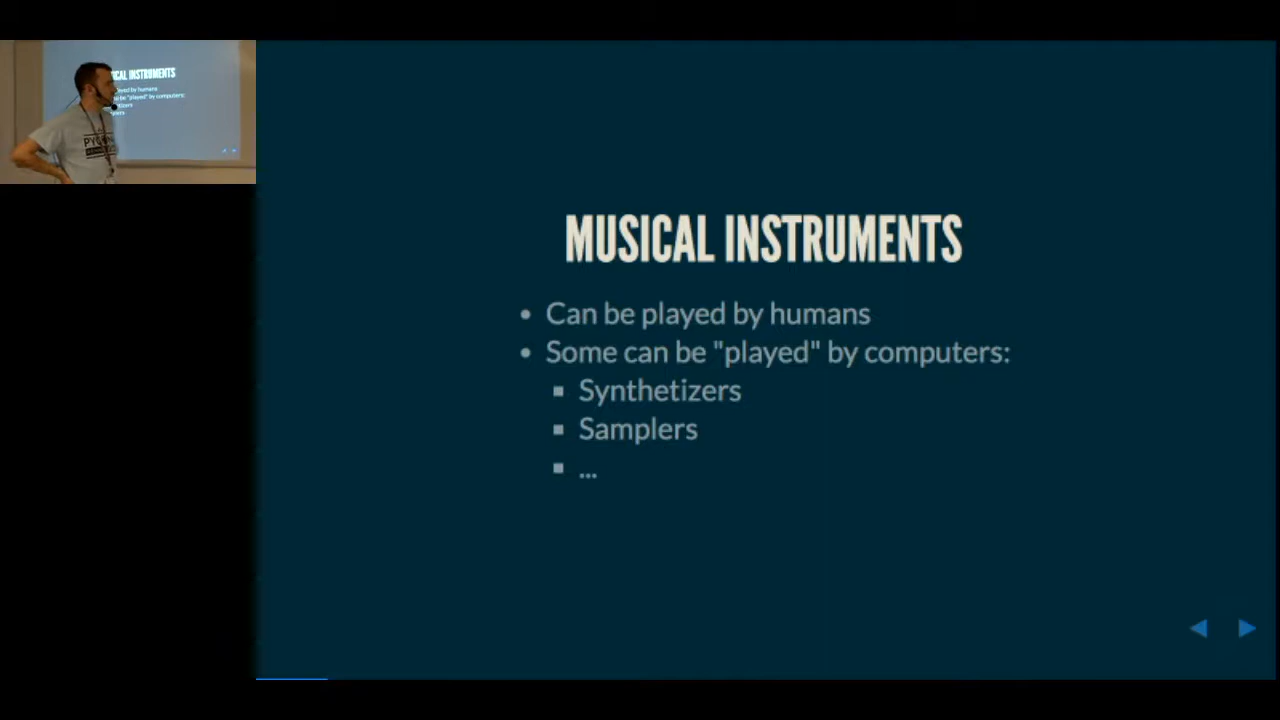 MUSICAL INSTRUMENTS
Can be played by humans
Some can be "played" by computers:
Synthetizers
Samplers
...